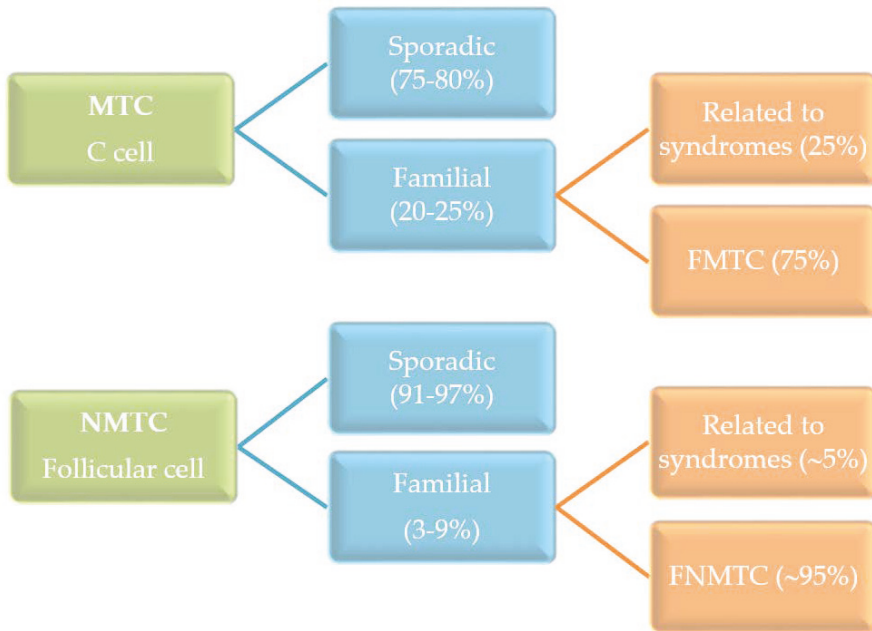 MTC
C cell
Sporadic
(75-80%)
Familial
(20-25%)
Related to
syndromes (25%)
FMTC (75%)
NMTC
Follicular cell
Sporadic
(91-97%)
Familial
(3-9%)
Related to
syndromes (~5%)
FNMTC (~95%)